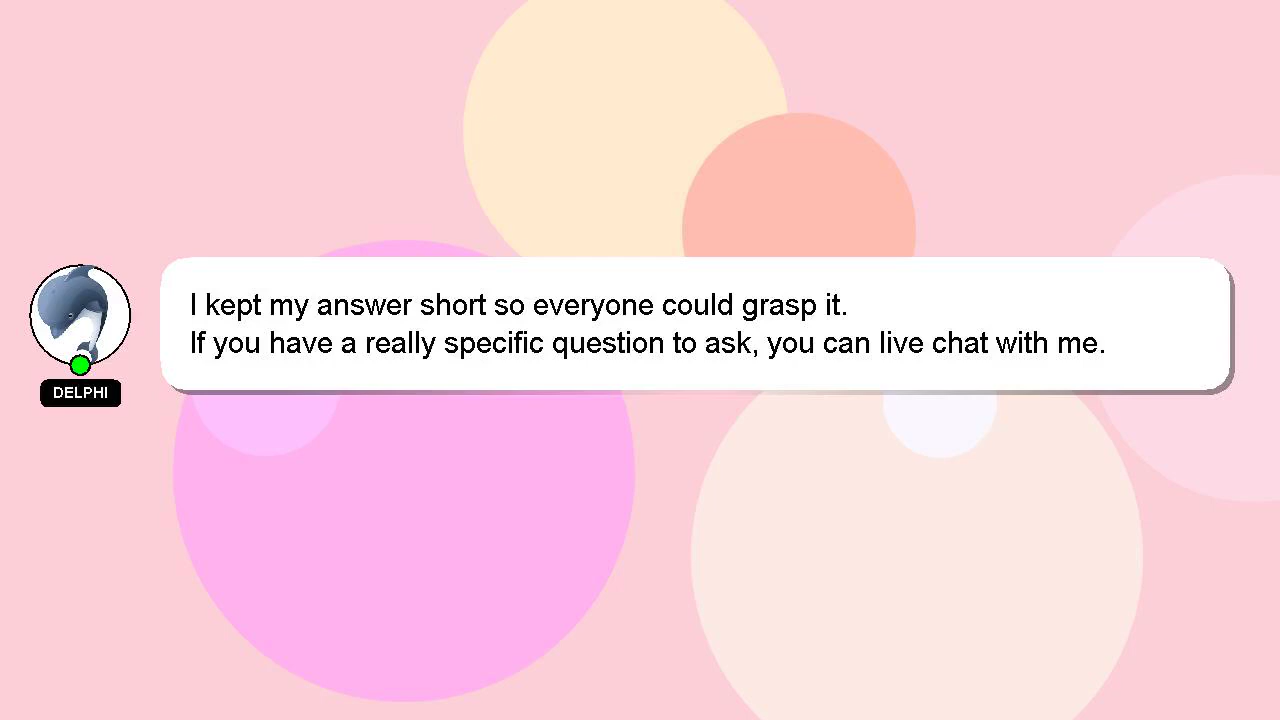 I kept my answer short so everyone could grasp it.
If you have a really specific question to ask, you can live chat with me.
DELPHI